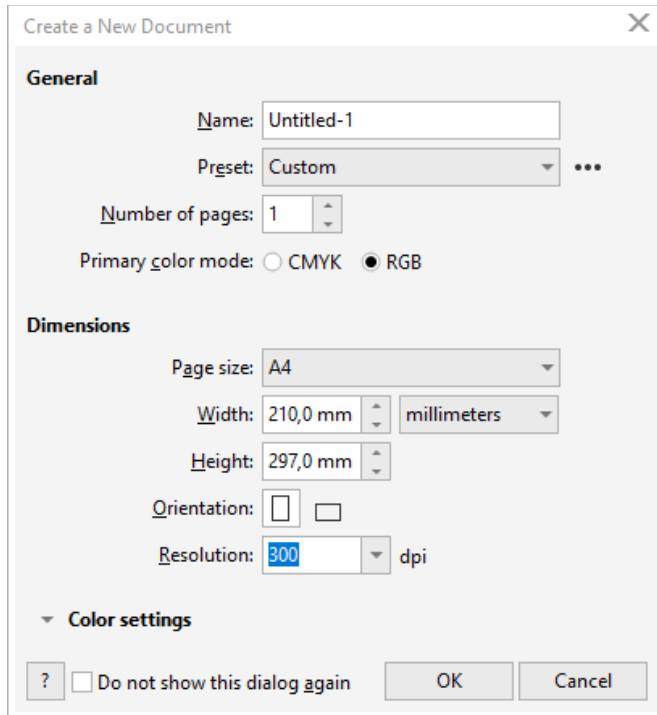 Create a New Document
General
Name: Untitled-1
Preset: Custom
Number of pages: 1
Primary color mode: CMYK RGB
Dimensions
Page size: A4
Width: 210,0 mm millimeters
Height: 297,0 mm
Orientation:
Resolution: 300 dpi
Color settings
? Do not show this dialog again OK Cancel